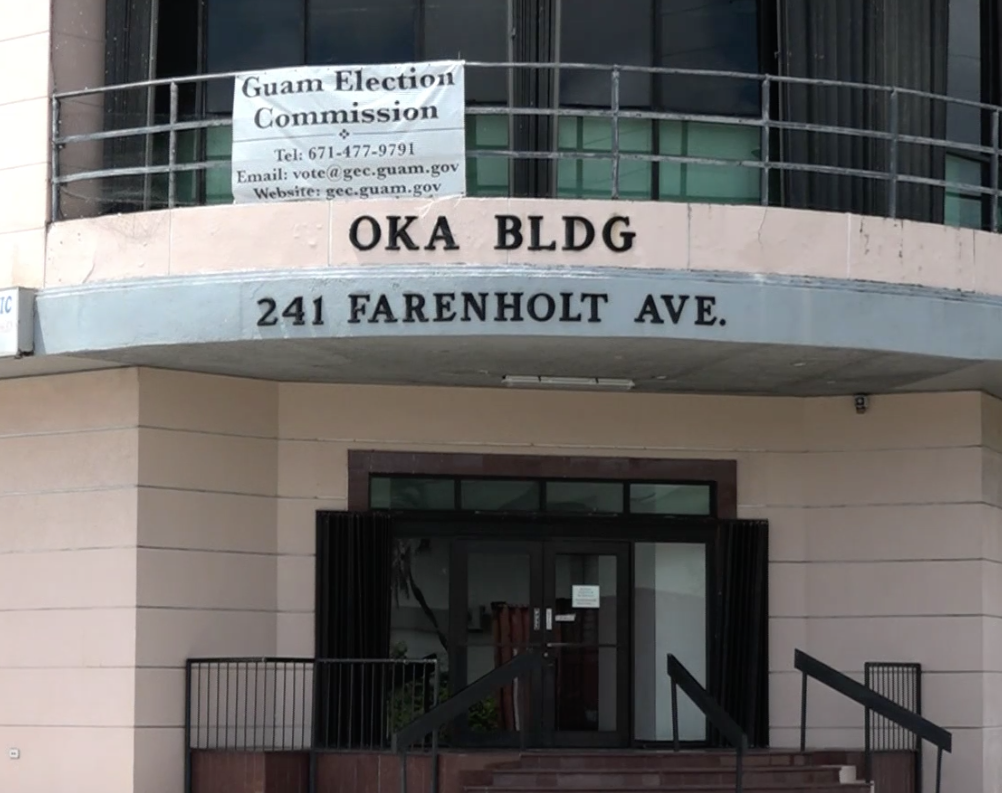 Guam Election
Commission
Tel: 671-477-9791
Email: vote@gec.guam.gov
Website: gec.guam.gov
OKA BLDG
241 FARENHOLT AVE.
IC